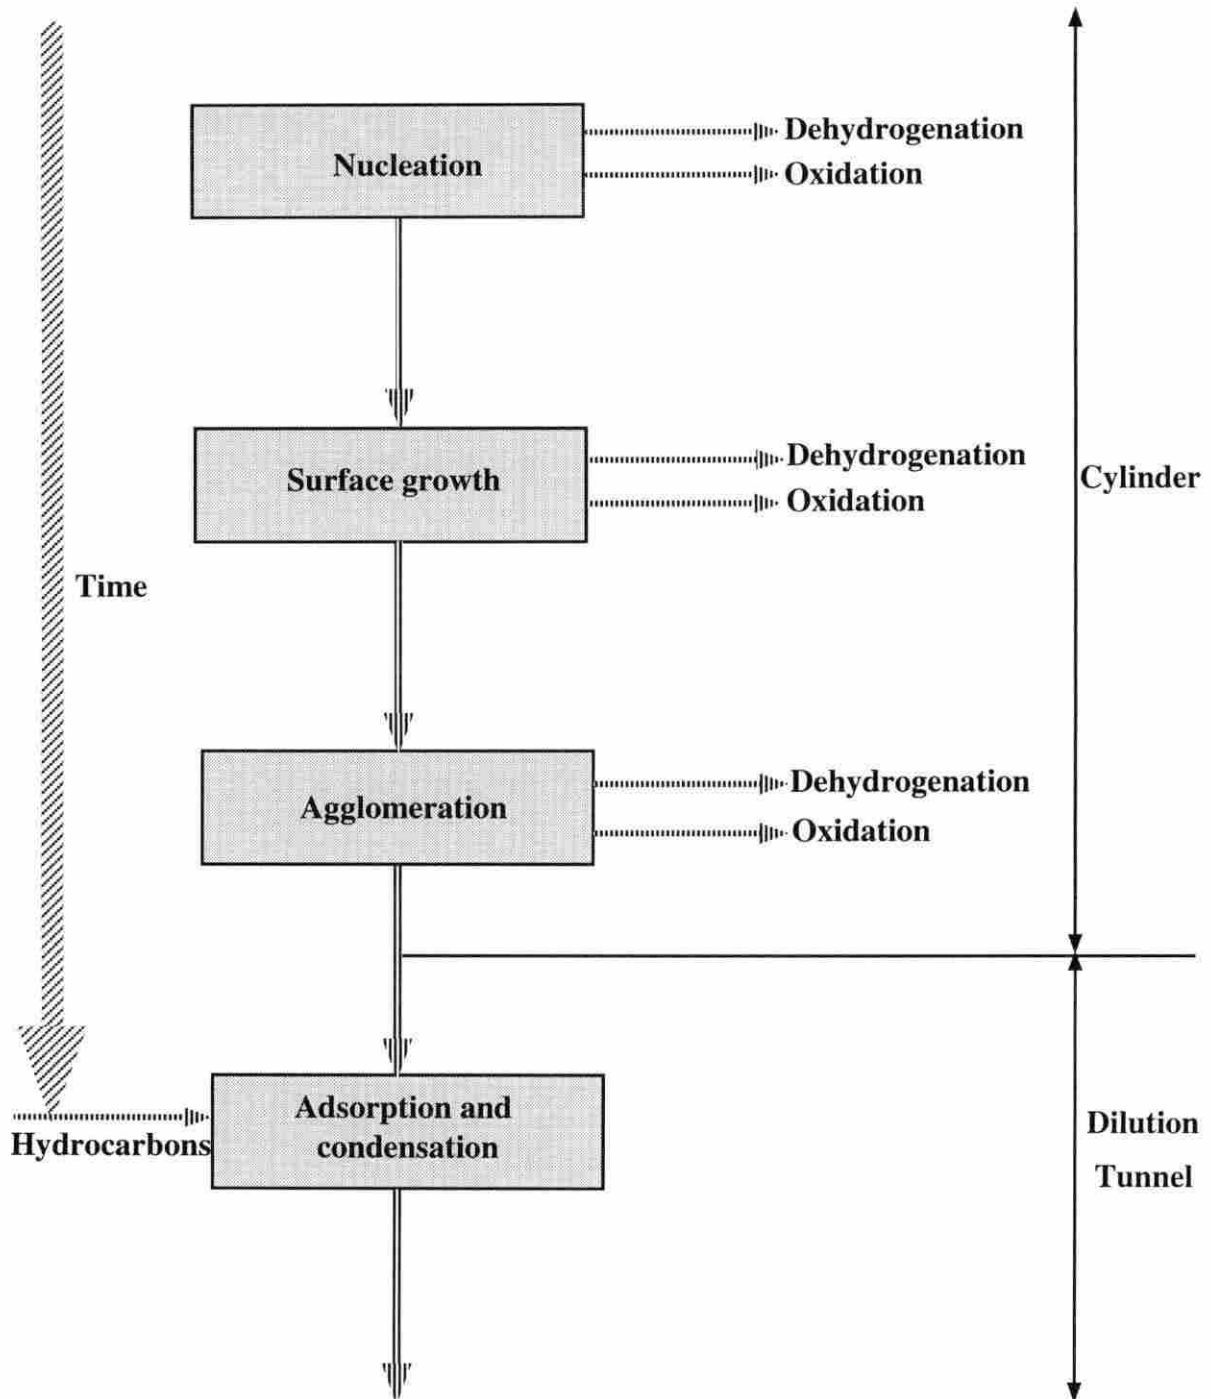 Dehydrogenation
Nucleation
Oxidation
Dehydrogenation
Surface growth
Cylinder
Oxidation
Time
Dehydrogenation
Agglomeration
Oxidation
Adsorption and
condensation
Hydrocarbons
Dilution
Tunnel